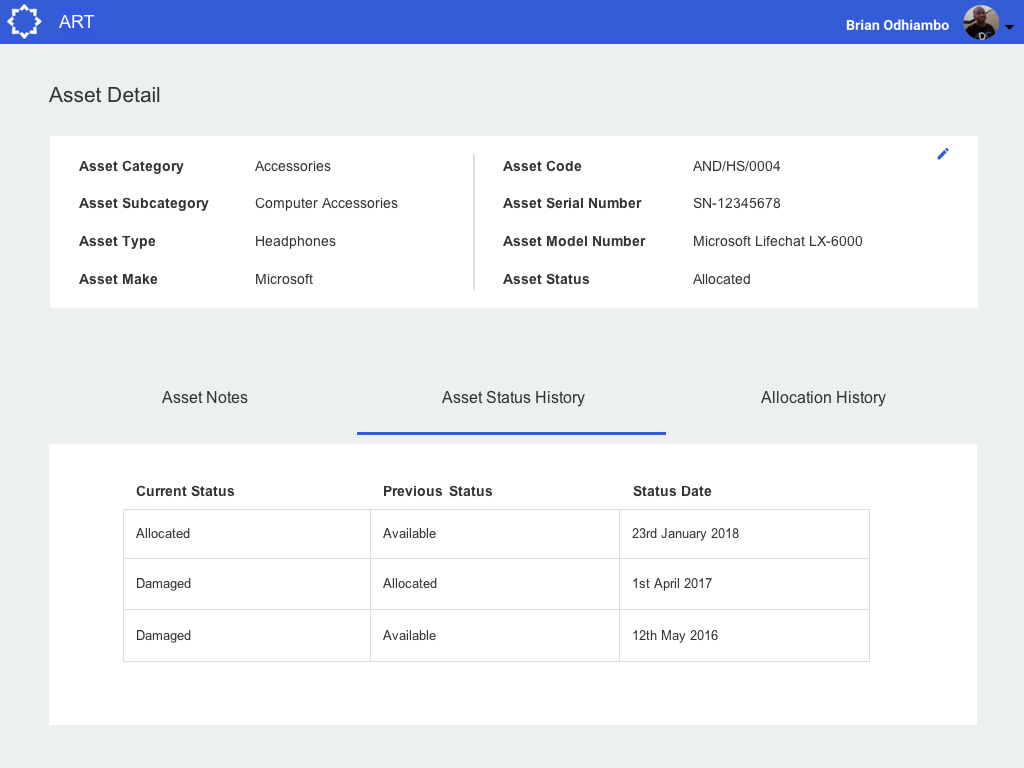 ART
Brian Odhiambo
Asset Detail
Asset Category Accessories
Asset Subcategory Computer Accessories
Asset Type Headphones
Asset Make Microsoft
Asset Code AND/HS/0004
Asset Serial Number SN-12345678
Asset Model Number Microsoft Lifechat LX-6000
Asset Status Allocated
Asset Notes Asset Status History Allocation History
Current Status Previous Status Status Date
Allocated Available 23rd January 2018
Damaged Allocated 1st April 2017
Damaged Available 12th May 2016